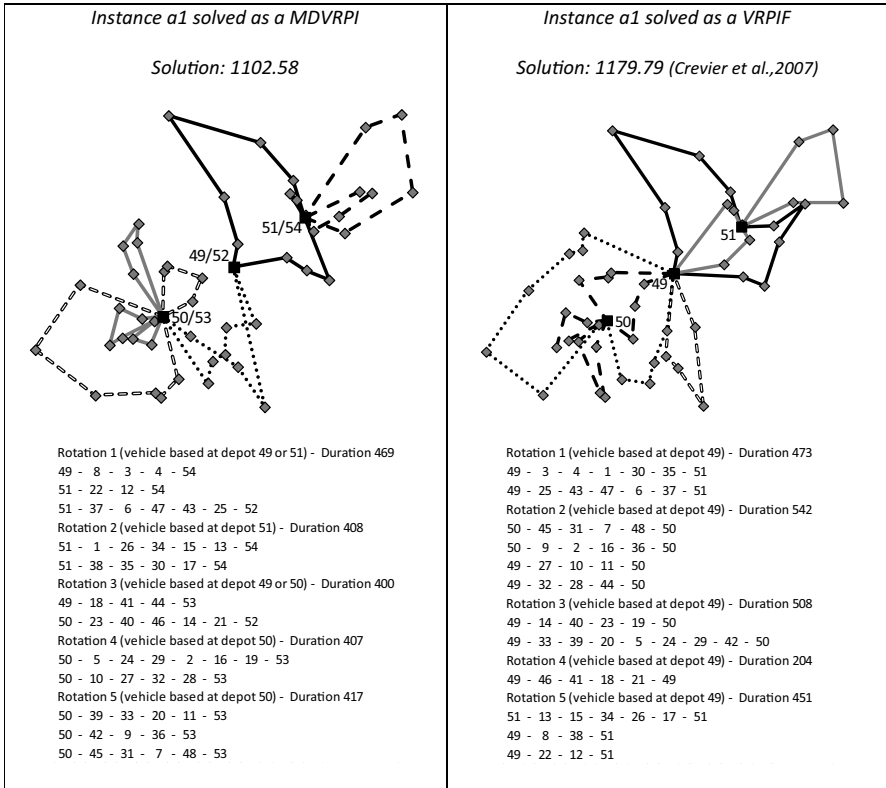 Instance a1 solved as a MDVRPI
Solution: 1102.58
51/54
49/52
50/53
Rotation 1 (vehicle based at depot 49 or 51) - Duration 469
49 - 8 - 3 - 4 - 54
51 - 22 - 12 - 54
51 - 37 - 6 - 47 - 43 - 25 - 52
Rotation 2 (vehicle based at depot 51) - Duration 408
51 - 1 - 26 - 34 - 15 - 13 - 54
51 - 38 - 35 - 30 - 17 - 54
Rotation 3 (vehicle based at depot 49 or 50) - Duration 400
49 - 18 - 41 - 44 - 53
50 - 23 - 40 - 46 - 14 - 21 - 52
Rotation 4 (vehicle based at depot 50) - Duration 407
50 - 5 - 24 - 29 - 2 - 16 - 19 - 53
50 - 10 - 27 - 32 - 28 - 53
Rotation 5 (vehicle based at depot 50) - Duration 417
50 - 39 - 33 - 20 - 11 - 53
50 - 42 - 9 - 36 - 53
50 - 45 - 31 - 7 - 48 - 53
Instance a1 solved as a VRPIF
Solution: 1179.79 (Crevier et al.,2007)
51
49
50
Rotation 1 (vehicle based at depot 49) - Duration 473
49 - 3 - 4 - 1 - 30 - 35 - 51
49 - 25 - 43 - 47 - 6 - 37 - 51
Rotation 2 (vehicle based at depot 49) - Duration 542
50 - 45 - 31 - 7 - 48 - 50
50 - 9 - 2 - 16 - 36 - 50
49 - 27 - 10 - 11 - 50
49 - 32 - 28 - 44 - 50
Rotation 3 (vehicle based at depot 49) - Duration 508
49 - 14 - 40 - 23 - 19 - 50
49 - 33 - 39 - 20 - 5 - 24 - 29 - 42 - 50
Rotation 4 (vehicle based at depot 49) - Duration 204
49 - 46 - 41 - 18 - 21 - 49
Rotation 5 (vehicle based at depot 49) - Duration 451
51 - 13 - 15 - 34 - 26 - 17 - 51
49 - 8 - 38 - 51
49 - 22 - 12 - 51